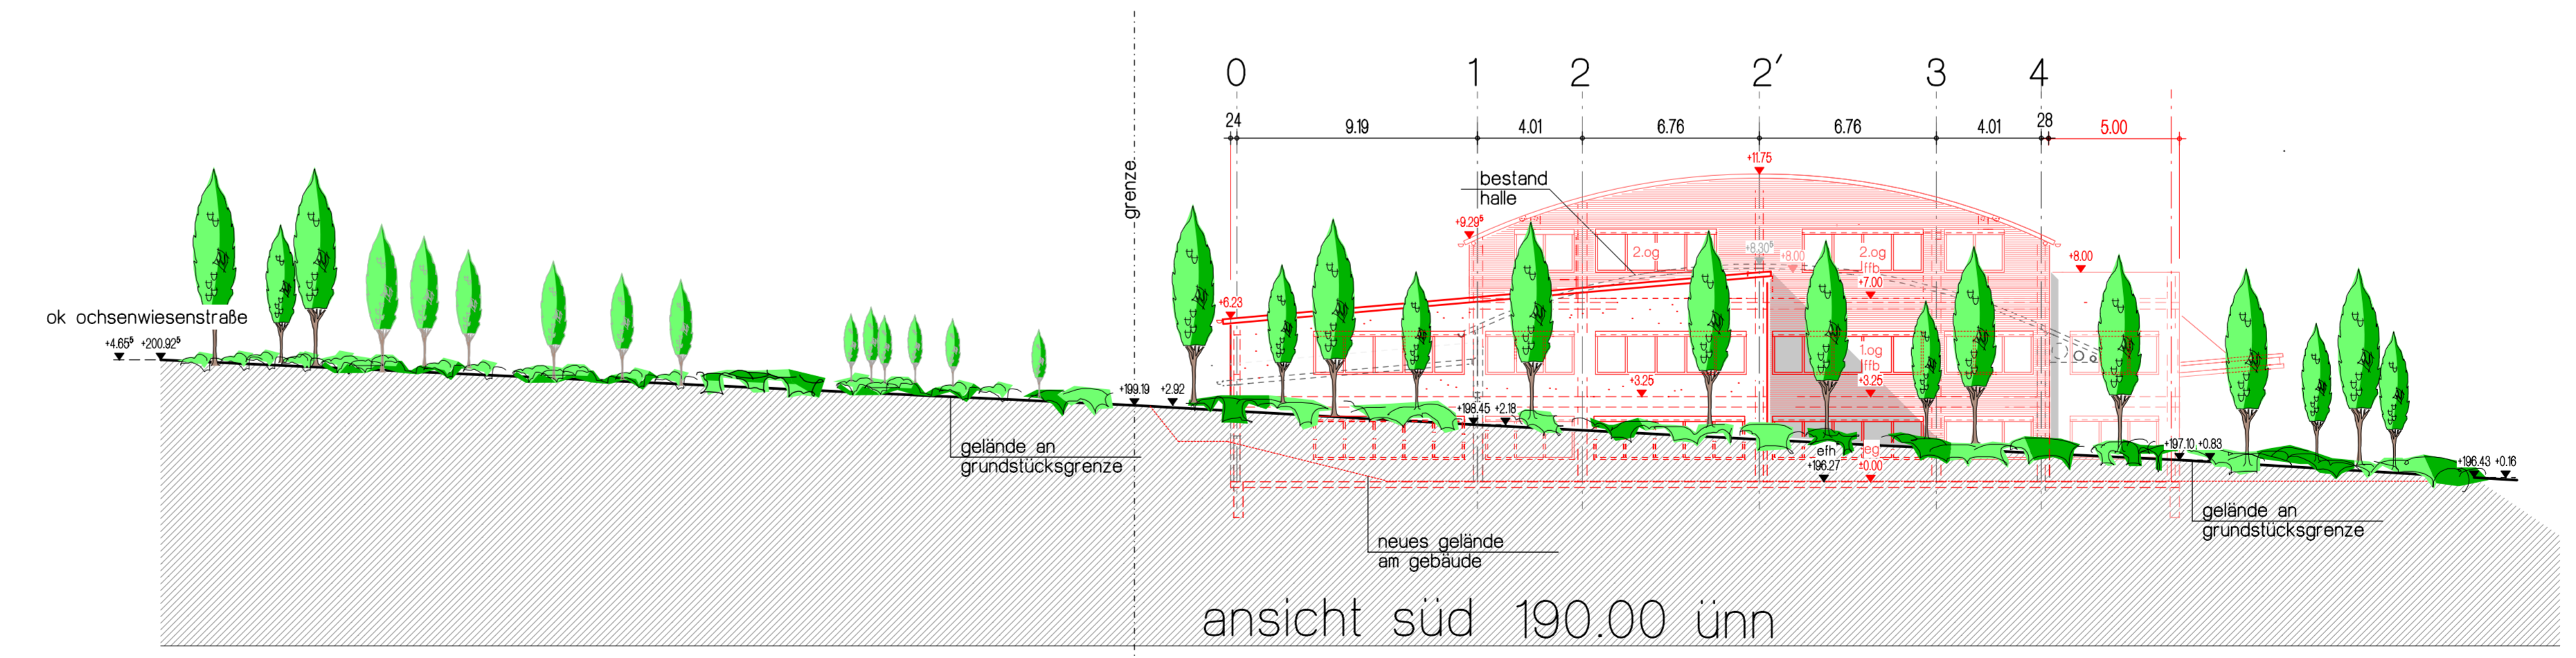 0 1 2 2' 3 4
24 9.19 4.01 6.76 6.76 4.01 28 5.00
+11.75
grenze
bestand
halle
+9.29⁵
2.og +8.30⁵ 2.og
+8.00 ffb +8.00
+7.00
+6.23
ok ochsenwiesenstraße
+4.65⁵ +200.92⁵
1.og
ffb
+3.25 +3.25
+199.19 +2.92
+198.45 +2.18
gelände an
grundstücksgrenze
efh eg
+196.27 ±0.00
+197.10 +0.83
+196.43 +0.16
gelände an
grundstücksgrenze
neues gelände
am gebäude
ansicht süd 190.00 ünn